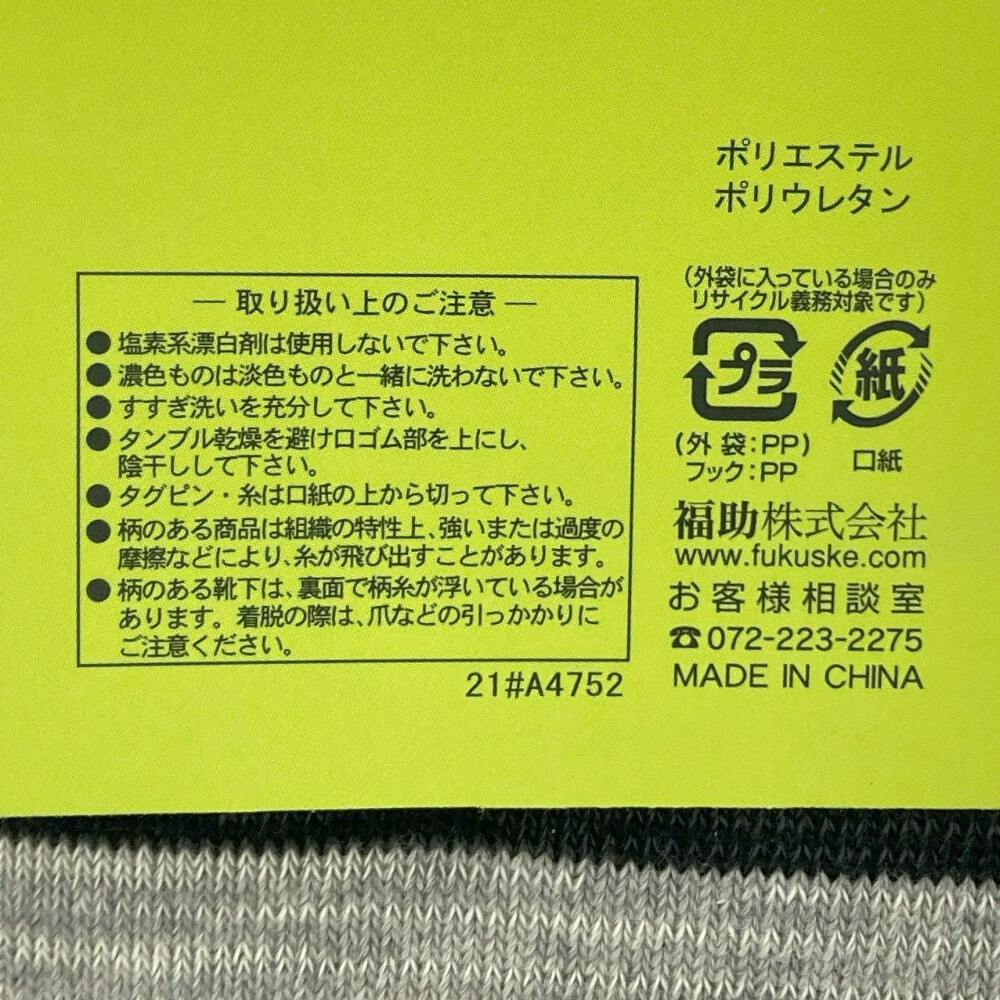 ポリエステル
ポリウレタン
― 取り扱い上のご注意 ―
● 塩素系漂白剤は使用しないで下さい。
● 濃色ものは淡色ものと一緒に洗わないで下さい。
● すすぎ洗いを充分して下さい。
● タンブル乾燥を避け口ゴム部を上にし、
陰干しして下さい。
● タグピン・糸は口紙の上から切って下さい。
● 柄のある商品は組織の特性上、強いまたは過度の
摩擦などにより、糸が飛び出すことがあります。
● 柄のある靴下は、裏面で柄糸が浮いている場合が
あります。着脱の際は、爪などの引っかかりに
ご注意ください。
21#A4752
(外袋に入っている場合のみ
リサイクル義務対象です)
プラ
紙
(外袋:PP)
フック:PP
口紙
福助株式会社
www.fukuske.com
お客様相談室
☎072-223-2275
MADE IN CHINA